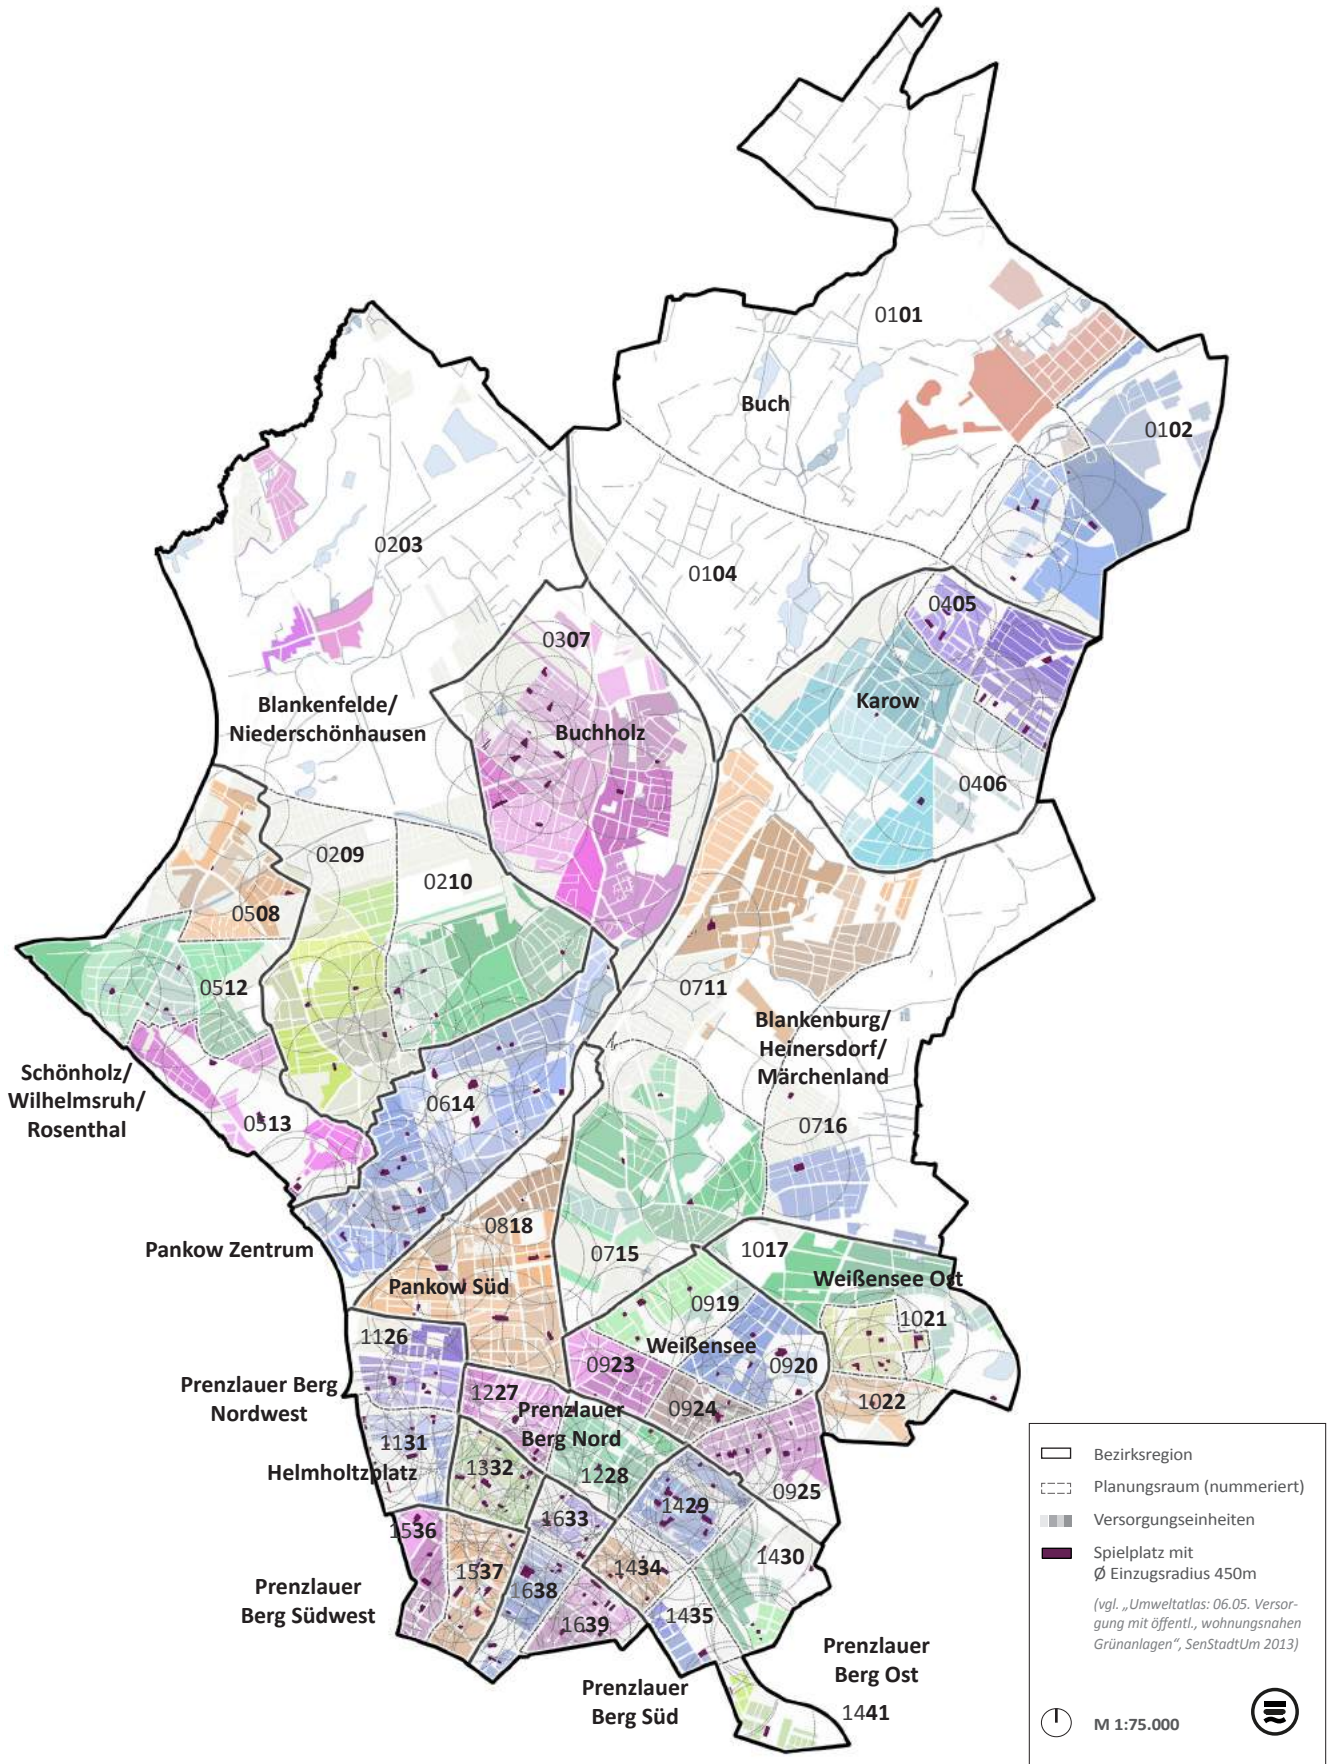 0101
Buch
0102
0203
0104
0405
0307
Blankenfelde/
Niederschönhausen
Karow
Buchholz
0406
0209
0210
0508
0512
0711
Blankenburg/
Heinersdorf/
Märchenland
Schönholz/
Wilhelmsruh/
Rosenthal
0614
0513
0716
Pankow Zentrum
0818
0715
1017
Pankow Süd
Weißensee Ost
0919
1021
1126
Weißensee
0923
0920
Prenzlauer Berg
Nordwest
1227
Prenzlauer
Berg Nord
0924
1022
1131
Helmholtzplatz
1332
1228
0925
1429
1536
1633
1430
1537
1434
Prenzlauer
Berg Südwest
1638
1639
1435
Prenzlauer
Berg Ost
Prenzlauer
Berg Süd
1441
Bezirksregion
Planungsraum (nummeriert)
Versorgungseinheiten
Spielplatz mit
Ø Einzugsradius 450m
(vgl. „Umweltatlas: 06.05. Versor-
gung mit öffentl., wohnungsnahen
Grünanlagen“, SenStadtUm 2013)
M 1:75.000